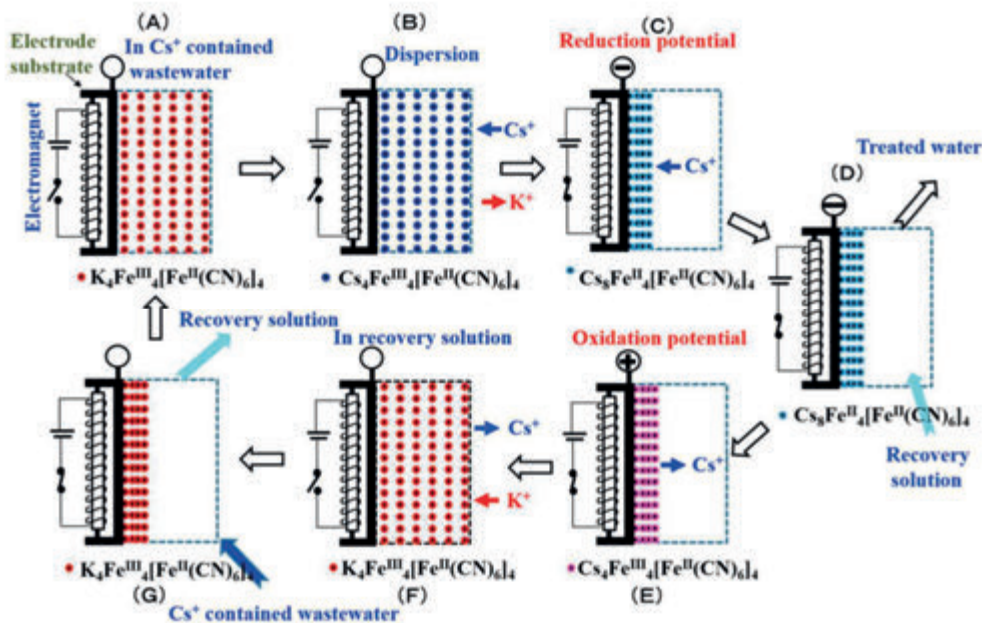 (A)
Electrode
substrate
In Cs⁺ contained
wastewater
Electromagnet
K₄Feᴵᴵᴵ₄[Feᴵᴵ(CN)₆]₄
(B)
Dispersion
Cs⁺
K⁺
Cs₄Feᴵᴵᴵ₄[Feᴵᴵ(CN)₆]₄
(C)
Reduction potential
−
Cs⁺
Cs₈Feᴵᴵ₄[Feᴵᴵ(CN)₆]₄
Treated water
(D)
−
Cs₈Feᴵᴵ₄[Feᴵᴵ(CN)₆]₄
Recovery
solution
Oxidation potential
+
Cs⁺
Cs₄Feᴵᴵᴵ₄[Feᴵᴵ(CN)₆]₄
(E)
In recovery solution
Cs⁺
K⁺
K₄Feᴵᴵᴵ₄[Feᴵᴵ(CN)₆]₄
(F)
Recovery solution
K₄Feᴵᴵᴵ₄[Feᴵᴵ(CN)₆]₄
(G)
Cs⁺ contained wastewater